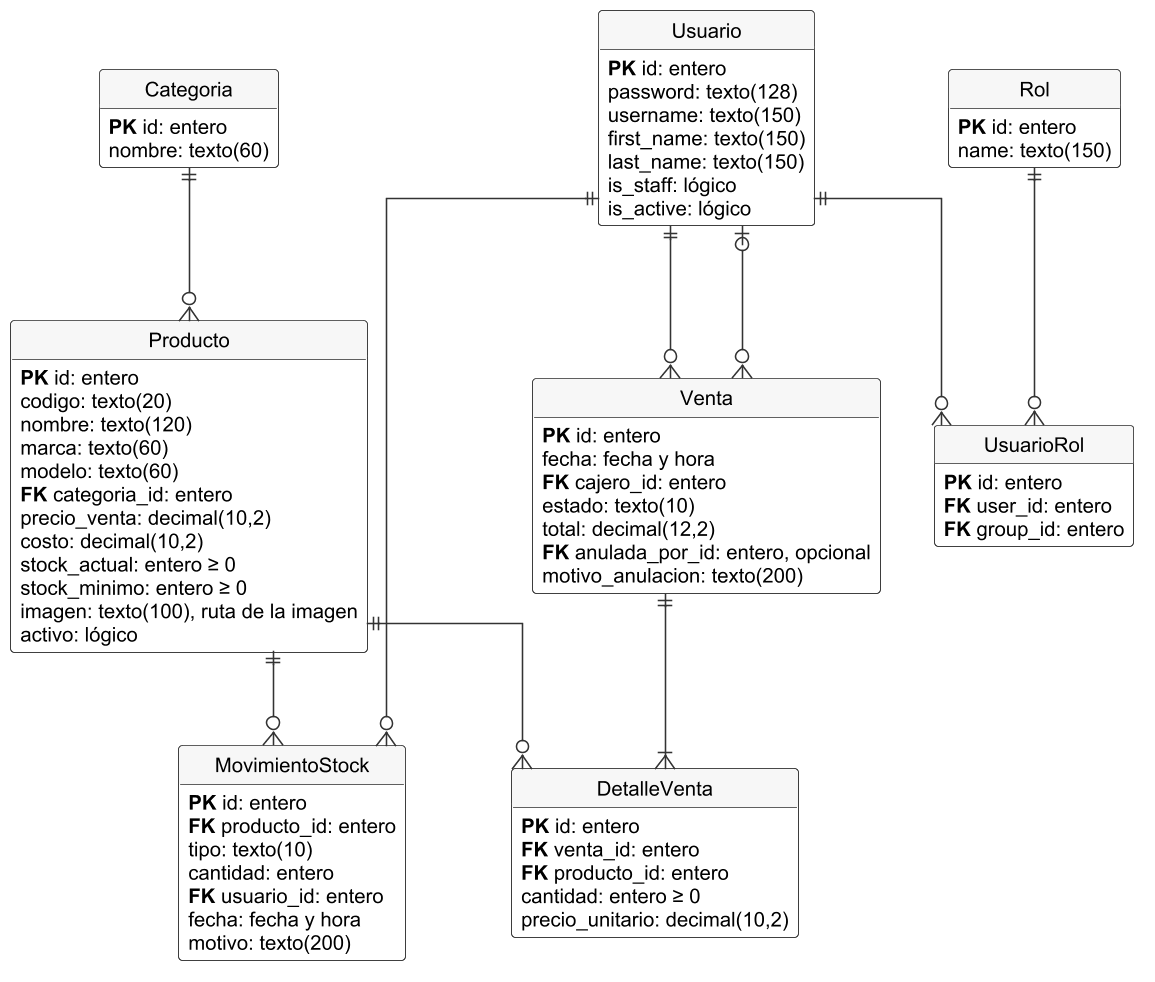 Usuario
PK id: entero
password: texto(128)
username: texto(150)
first_name: texto(150)
last_name: texto(150)
is_staff: lógico
is_active: lógico
Categoria
PK id: entero
nombre: texto(60)
Rol
PK id: entero
name: texto(150)
Producto
PK id: entero
codigo: texto(20)
nombre: texto(120)
marca: texto(60)
modelo: texto(60)
FK categoria_id: entero
precio_venta: decimal(10,2)
costo: decimal(10,2)
stock_actual: entero ≥ 0
stock_minimo: entero ≥ 0
imagen: texto(100), ruta de la imagen
activo: lógico
Venta
PK id: entero
fecha: fecha y hora
FK cajero_id: entero
estado: texto(10)
total: decimal(12,2)
FK anulada_por_id: entero, opcional
motivo_anulacion: texto(200)
UsuarioRol
PK id: entero
FK user_id: entero
FK group_id: entero
MovimientoStock
PK id: entero
FK producto_id: entero
tipo: texto(10)
cantidad: entero
FK usuario_id: entero
fecha: fecha y hora
motivo: texto(200)
DetalleVenta
PK id: entero
FK venta_id: entero
FK producto_id: entero
cantidad: entero ≥ 0
precio_unitario: decimal(10,2)